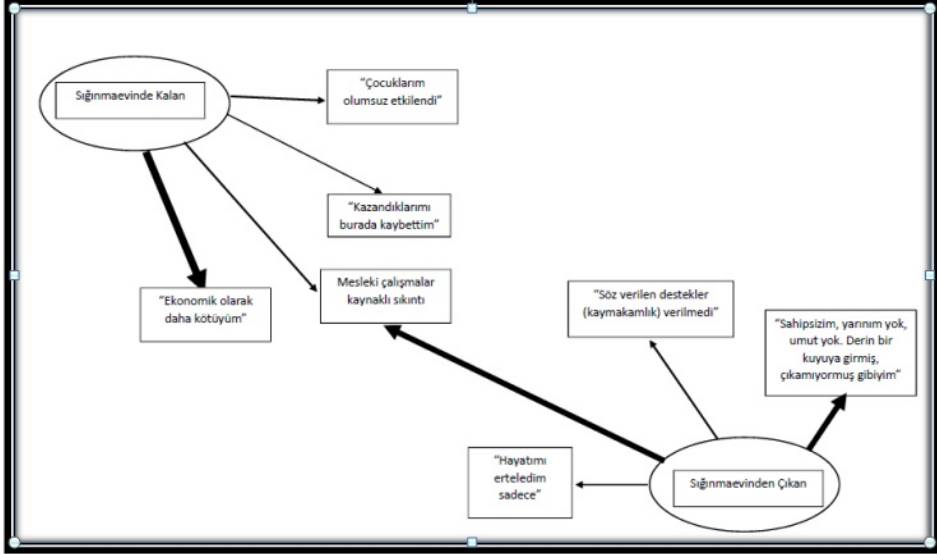 Sığınmaevinde Kalan
“Çocuklarım
olumsuz etkilendi”
“Kazandıklarımı
burada kaybettim”
Mesleki çalışmalar
kaynaklı sıkıntı
“Ekonomik olarak
daha kötüyüm”
“Söz verilen destekler
(kaymakamlık) verilmedi”
“Sahipsizim, yarınım yok,
umut yok. Derin bir
kuyuya girmiş,
çıkamıyormuş gibiyim”
“Hayatımı
erteledim
sadece”
Sığınmaevinden Çıkan